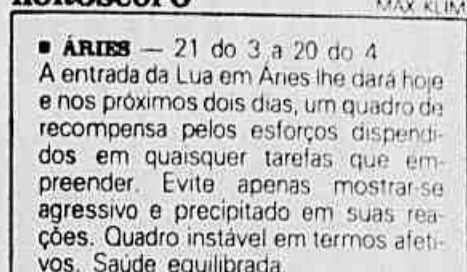 horóscopo
MAX KLIM
■ ÁRIES — 21 do 3 a 20 do 4
A entrada da Lua em Áries lhe dará hoje
e nos próximos dois dias, um quadro de
recompensa pelos esforços dispendi-
dos em quaisquer tarefas que em-
preender. Evite apenas mostrar-se
agressivo e precipitado em suas rea-
ções. Quadro instável em termos afeti-
vos. Saúde equilibrada